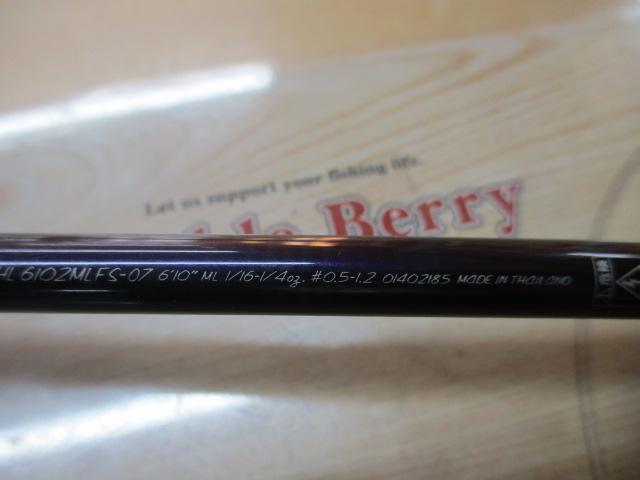 Let us support your fishing life.
Berry
HL 6102MLFS-07 6'10" ML 1/16-1/4oz. #0.5-1.2 01402185 MADE IN THAILAND